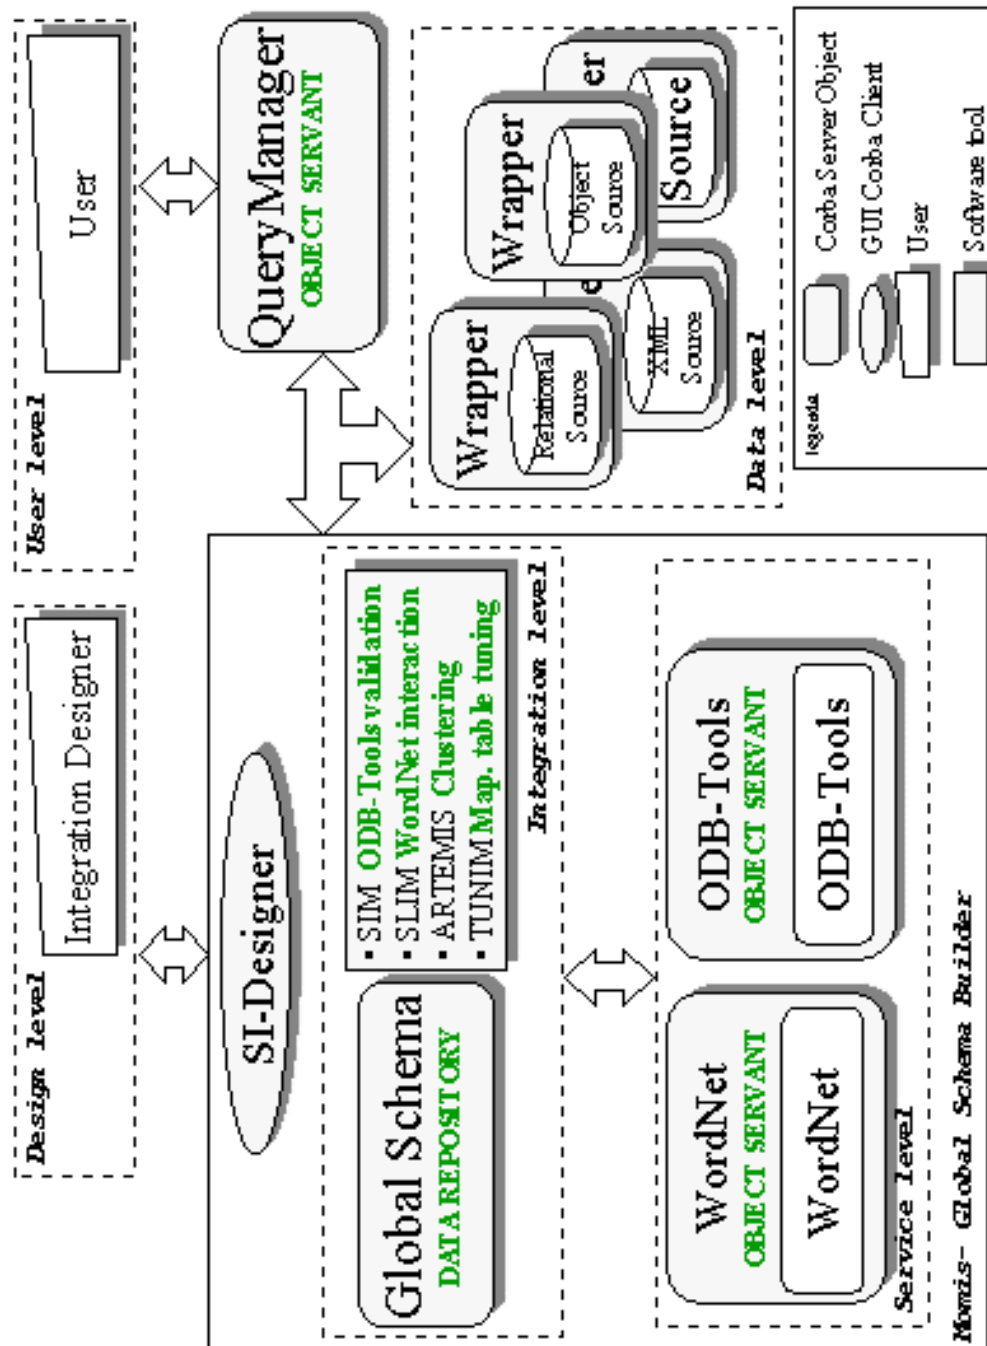 Design level
Integration Designer
User level
User
SI-Designer
QueryManager
OBJECT SERVANT
Global Schema
DATA REPOSITORY
▪ SIM ODB-Tools validation
▪ SLIM WordNet interaction
▪ ARTEMIS Clustering
▪ TUNIM Map. table tuning
Integration level
Wrapper
Relational
Source
Wrapper
Object
Source
er
Source
e
XML
Source
Data level
WordNet
OBJECT SERVANT
WordNet
ODB-Tools
OBJECT SERVANT
ODB-Tools
Service level
Momis- Global Schema Builder
legenda
Corba Server Object
GUI Corba Client
User
Software tool